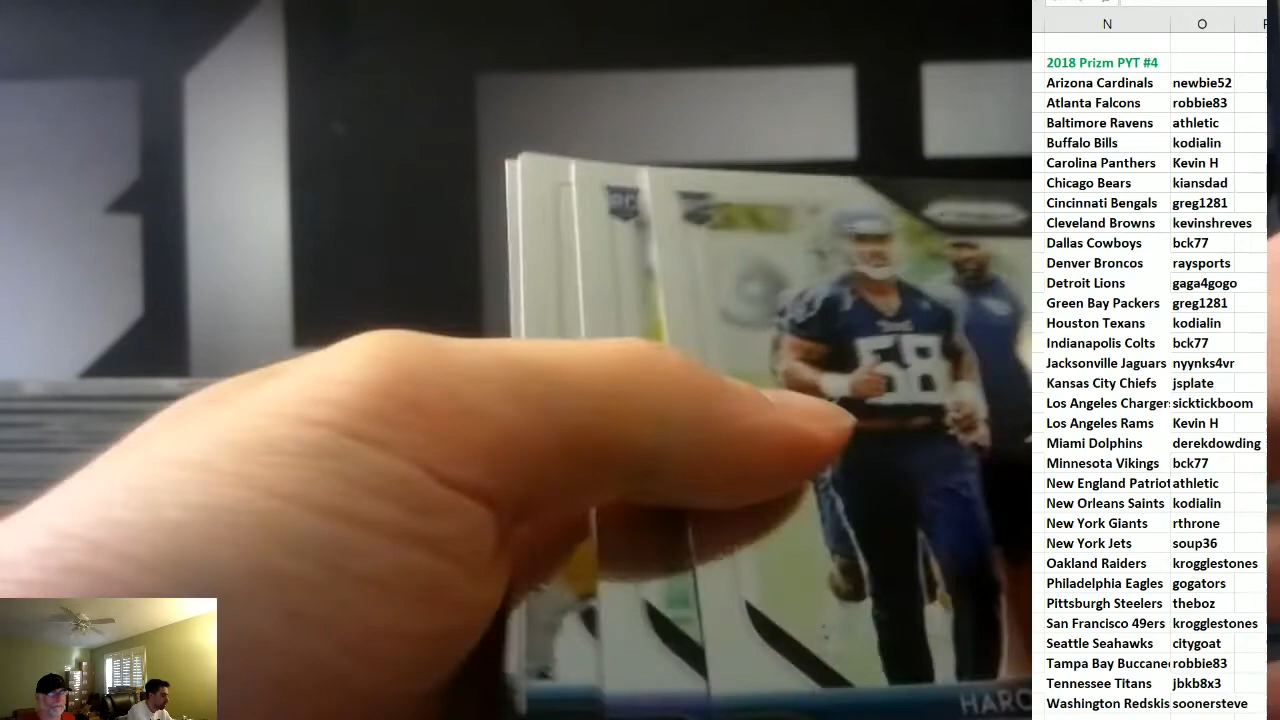 N O
2018 Prizm PYT #4
Arizona Cardinals newbie52
Atlanta Falcons robbie83
Baltimore Ravens athletic
Buffalo Bills kodialin
Carolina Panthers Kevin H
Chicago Bears kiansdad
Cincinnati Bengals greg1281
Cleveland Browns kevinshreves
Dallas Cowboys bck77
Denver Broncos raysports
Detroit Lions gaga4gogo
Green Bay Packers greg1281
Houston Texans kodialin
Indianapolis Colts bck77
Jacksonville Jaguars nyynks4vr
Kansas City Chiefs jsplate
Los Angeles Charger sicktickboom
Los Angeles Rams Kevin H
Miami Dolphins derekdowding
Minnesota Vikings bck77
New England Patriot athletic
New Orleans Saints kodialin
New York Giants rthrone
New York Jets soup36
Oakland Raiders krogglestones
Philadelphia Eagles gogators
Pittsburgh Steelers theboz
San Francisco 49ers krogglestones
Seattle Seahawks citygoat
Tampa Bay Buccane robbie83
Tennessee Titans jbkb8x3
Washington Redskis soonersteve
58
HARO